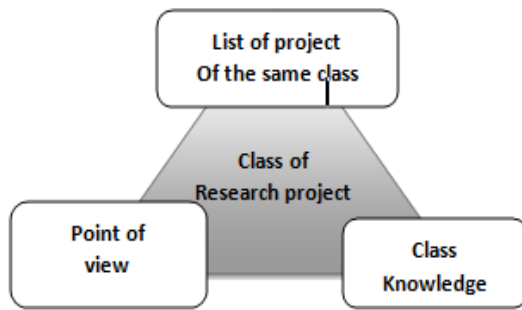 List of project
Of the same class
Class of
Research project
Point of
view
Class
Knowledge